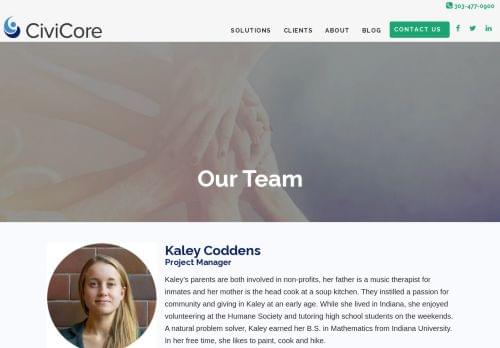 303-477-0900
CiviCore
SOLUTIONS CLIENTS ABOUT BLOG CONTACT US
Our Team
Kaley Coddens
Project Manager
Kaley's parents are both involved in non-profits, her father is a music therapist for
inmates and her mother is the head cook at a soup kitchen. They instilled a passion for
community and giving in Kaley at an early age. While she lived in Indiana, she enjoyed
volunteering at the Humane Society and tutoring high school students on the weekends.
A natural problem solver, Kaley earned her B.S. in Mathematics from Indiana University.
In her free time, she likes to paint, cook and hike.